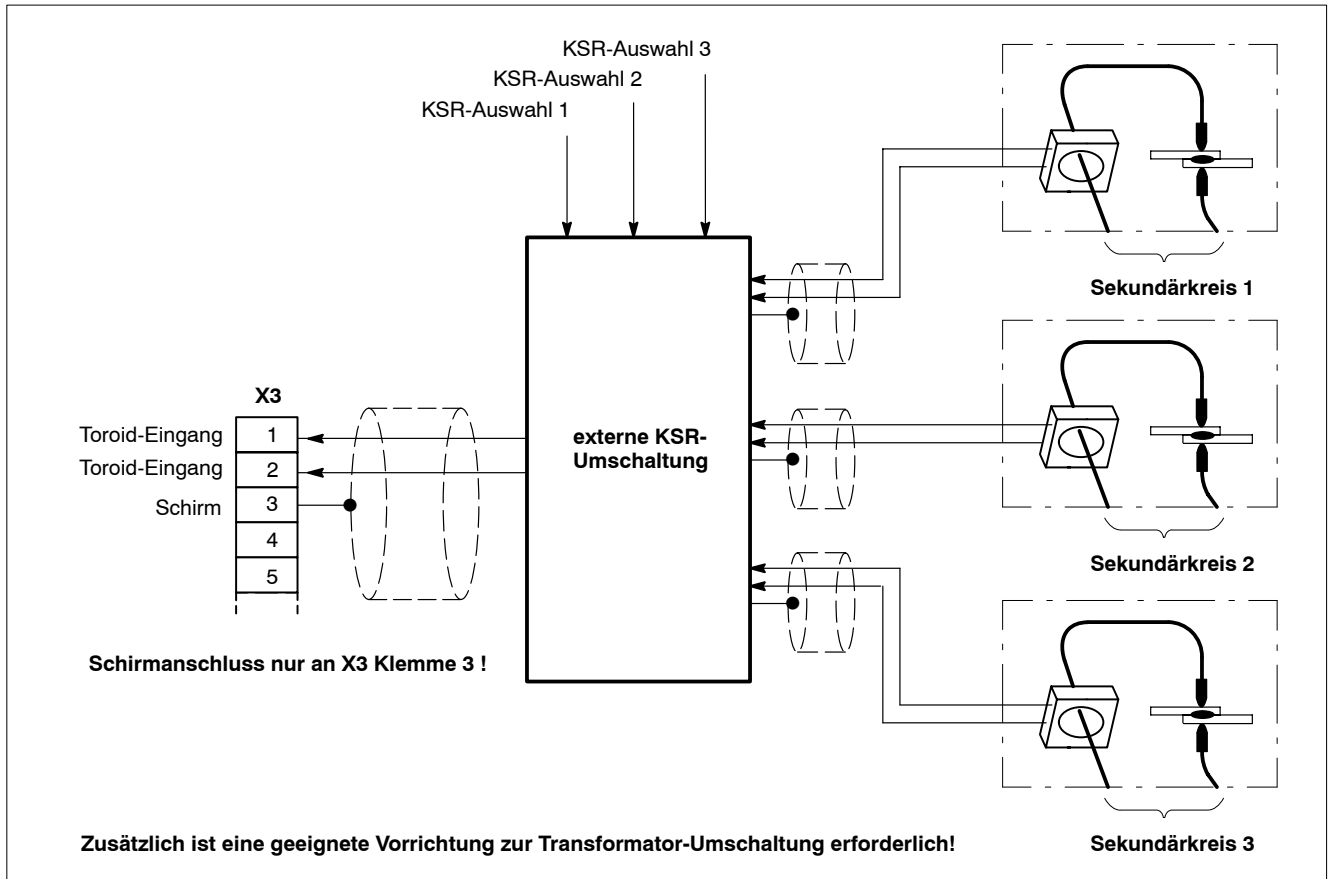 KSR-Auswahl 3
KSR-Auswahl 2
KSR-Auswahl 1
Sekundärkreis 1
X3
Toroid-Eingang 1
Toroid-Eingang 2
Schirm 3
4
5
externe KSR-
Umschaltung
Sekundärkreis 2
Schirmanschluss nur an X3 Klemme 3 !
Zusätzlich ist eine geeignete Vorrichtung zur Transformator-Umschaltung erforderlich!
Sekundärkreis 3